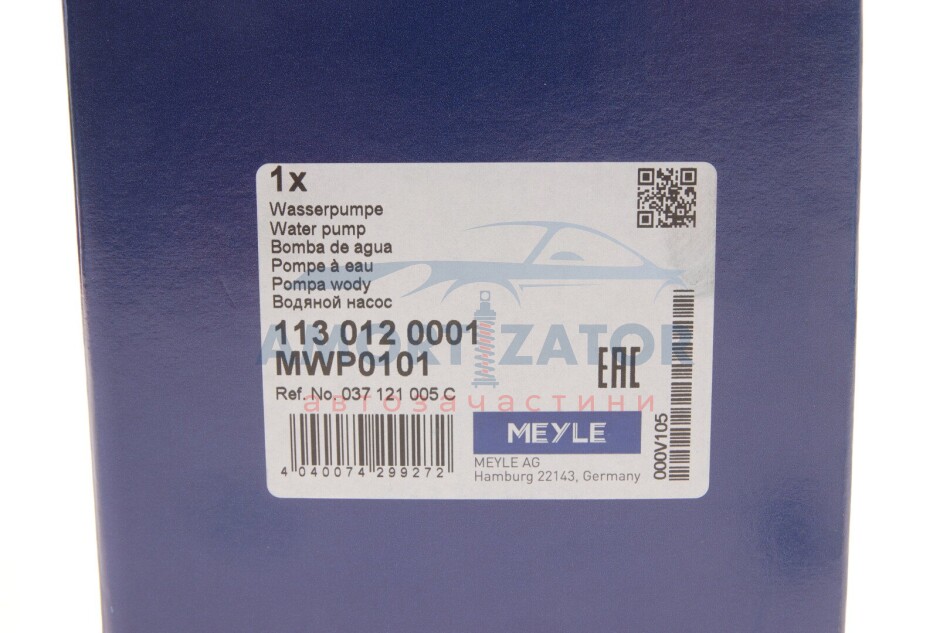 1x
Wasserpumpe
Water pump
Bomba de agua
Pompe à eau
Pompa wody
Водяной насос
113 012 0001
MWP0101
Ref. No. 037 121 005 C
4 040074 299272
EAC
MEYLE
MEYLE AG
Hamburg 22143, Germany
000V105
AMORTIZATOR
автозачастини